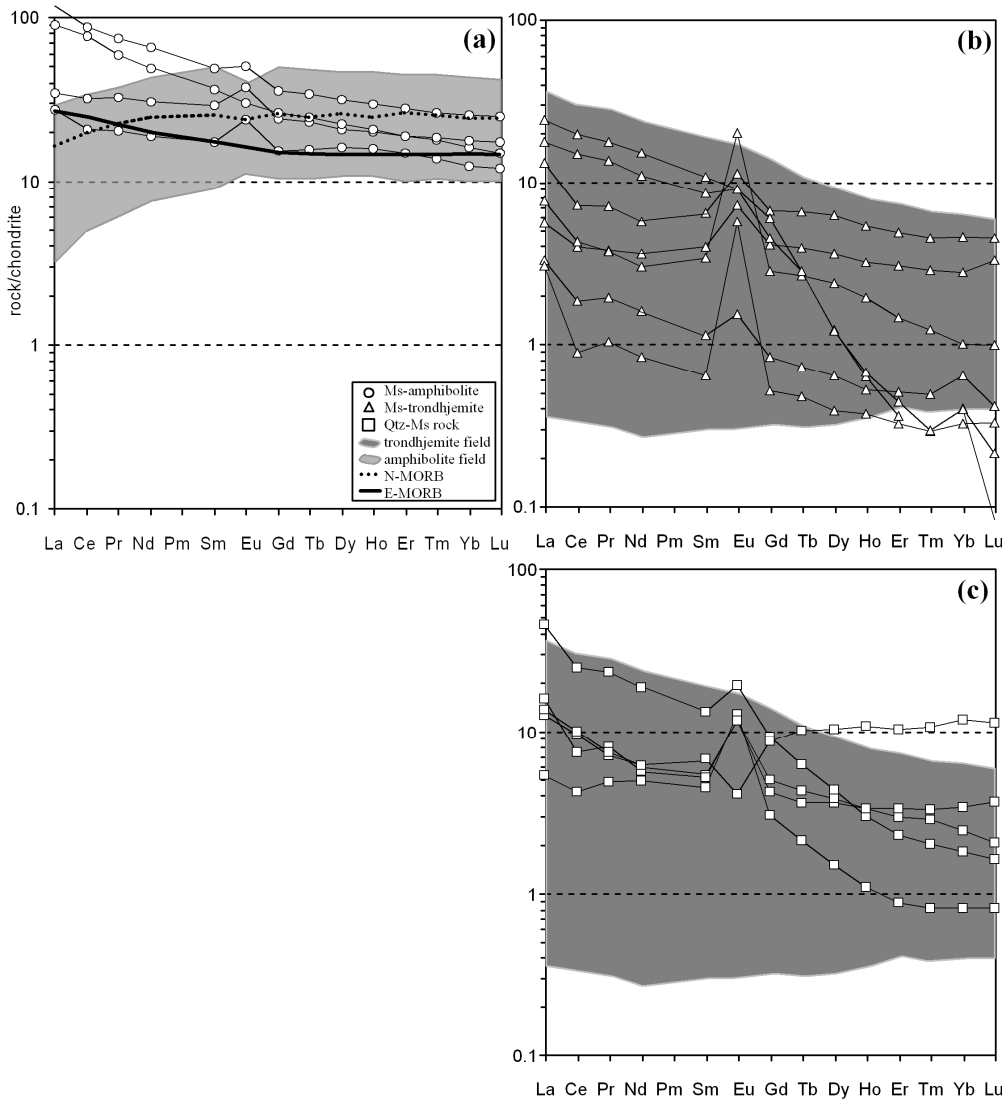 (a)
100
10
1
0.1
rock/chondrite
Ms-amphibolite
Ms-trondhjemite
Qtz-Ms rock
trondhjemite field
amphibolite field
N-MORB
E-MORB
La Ce Pr Nd Pm Sm Eu Gd Tb Dy Ho Er Tm Yb Lu
(b)
100
10
1
0.1
La Ce Pr Nd Pm Sm Eu Gd Tb Dy Ho Er Tm Yb Lu
(c)
100
10
1
0.1
La Ce Pr Nd Pm Sm Eu Gd Tb Dy Ho Er Tm Yb Lu